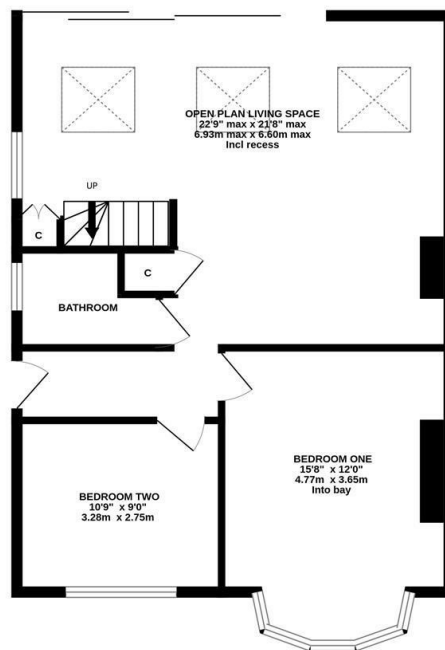 OPEN PLAN LIVING SPACE
22'9" max x 21'8" max
6.93m max x 6.60m max
Incl recess
UP
C
C
BATHROOM
BEDROOM ONE
15'8" x 12'0"
4.77m x 3.65m
Into bay
BEDROOM TWO
10'9" x 9'0"
3.28m x 2.75m